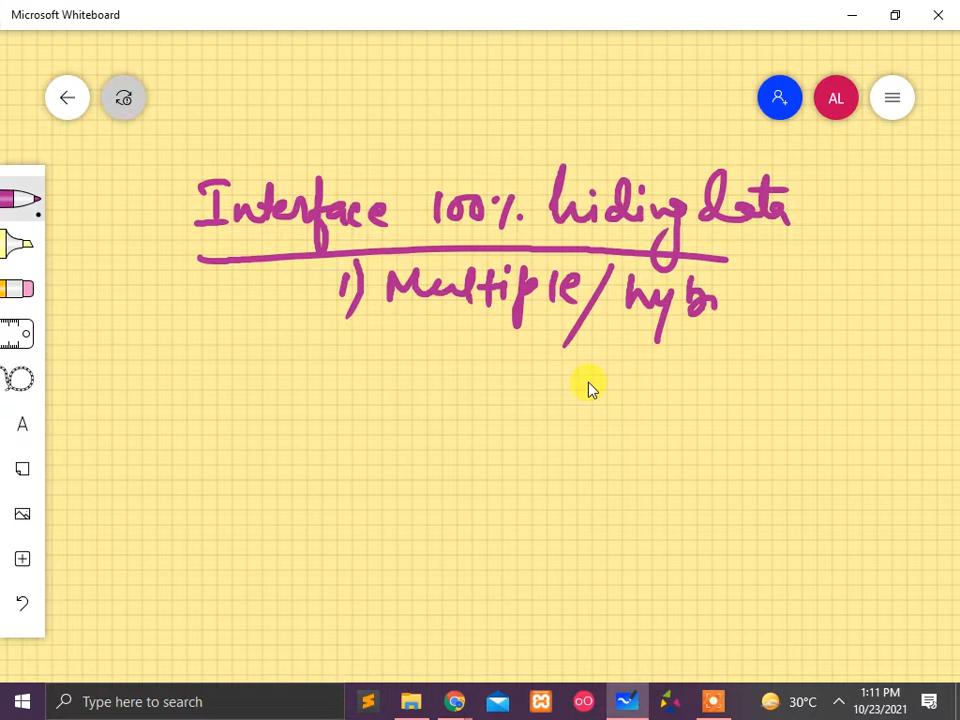 Microsoft Whiteboard
AL
Interface 100% hiding data
1) Multiple/hyb
A
Type here to search
30°C
1:11 PM
10/23/2021